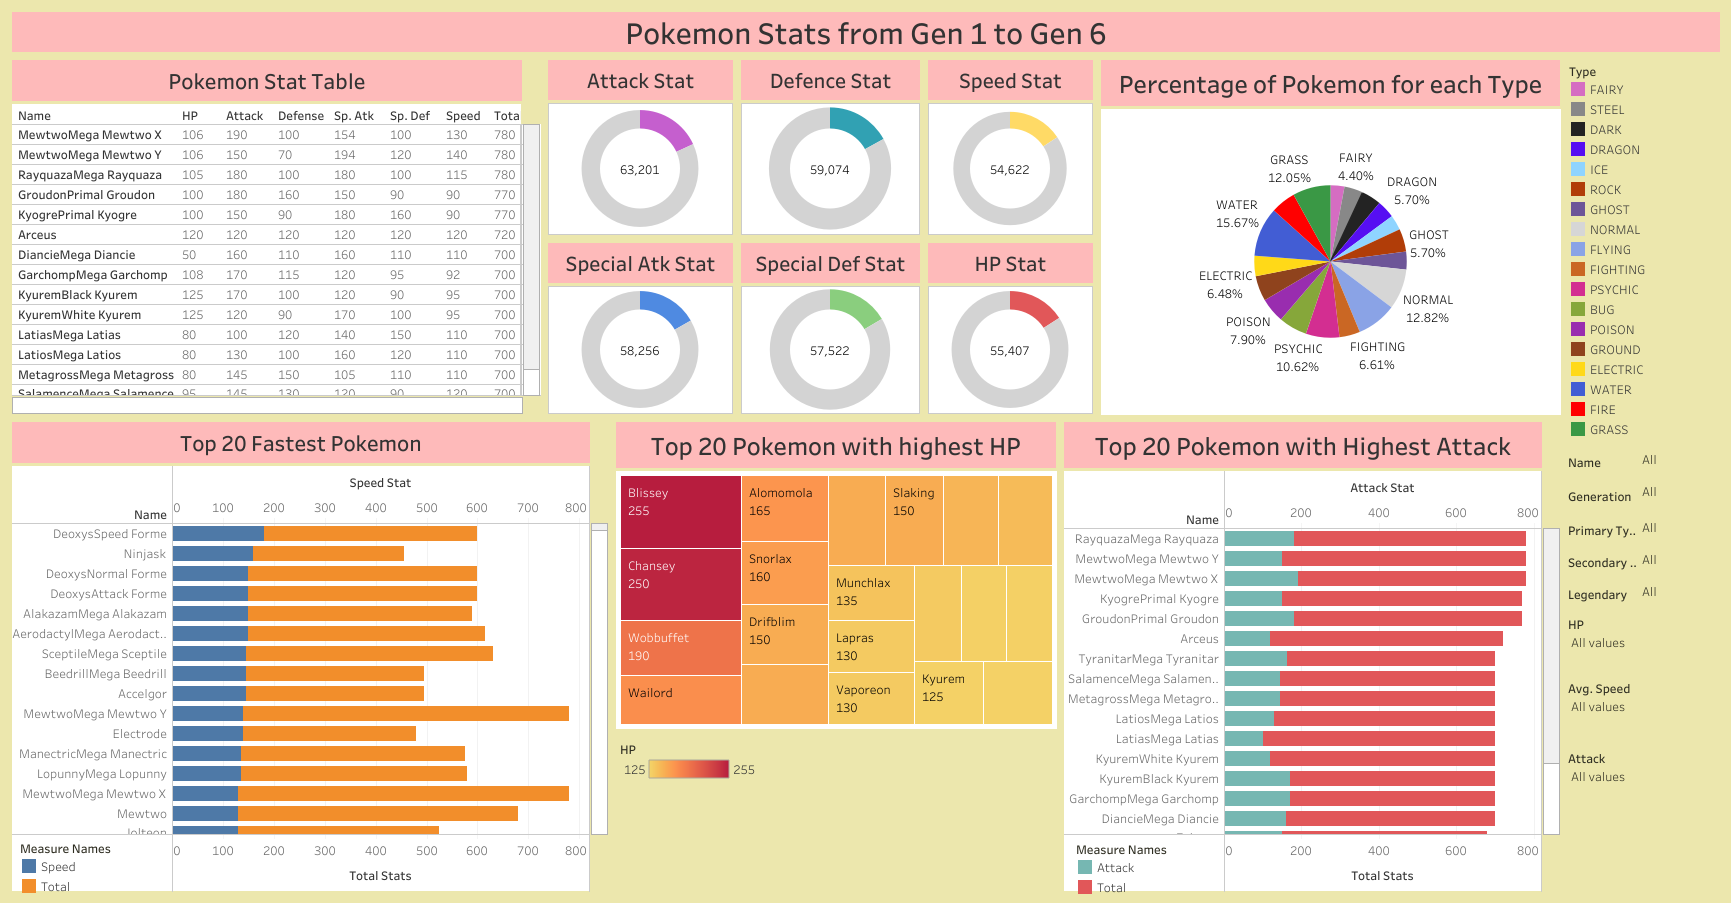 Pokemon Stats from Gen 1 to Gen 6
Pokemon Stat Table
Name HP Attack Defense Sp. Atk Sp. Def Speed Tota
MewtwoMega Mewtwo X 106 190 100 154 100 130 780
MewtwoMega Mewtwo Y 106 150 70 194 120 140 780
RayquazaMega Rayquaza 105 180 100 180 100 115 780
GroudonPrimal Groudon 100 180 160 150 90 90 770
KyogrePrimal Kyogre 100 150 90 180 160 90 770
Arceus 120 120 120 120 120 120 720
DiancieMega Diancie 50 160 110 160 110 110 700
GarchompMega Garchomp 108 170 115 120 95 92 700
KyuremBlack Kyurem 125 170 100 120 90 95 700
KyuremWhite Kyurem 125 120 90 170 100 95 700
LatiasMega Latias 80 100 120 140 150 110 700
LatiosMega Latios 80 130 100 160 120 110 700
MetagrossMega Metagross 80 145 150 105 110 110 700
SalamenceMega Salamence 95 145 130 120 90 120 700
Attack Stat
63,201
Defence Stat
59,074
Speed Stat
54,622
Special Atk Stat
58,256
Special Def Stat
57,522
HP Stat
55,407
Percentage of Pokemon for each Type
GRASS
12.05%
FAIRY
4.40%
DRAGON
5.70%
WATER
15.67%
GHOST
5.70%
ELECTRIC
6.48%
NORMAL
12.82%
POISON
7.90%
PSYCHIC
10.62%
FIGHTING
6.61%
Type
FAIRY
STEEL
DARK
DRAGON
ICE
ROCK
GHOST
NORMAL
FLYING
FIGHTING
PSYCHIC
BUG
POISON
GROUND
ELECTRIC
WATER
FIRE
GRASS
Name All
Generation All
Primary Ty.. All
Secondary .. All
Legendary All
HP
All values
Avg. Speed
All values
Attack
All values
Top 20 Fastest Pokemon
Speed Stat
0 100 200 300 400 500 600 700 800
Name
DeoxysSpeed Forme
Ninjask
DeoxysNormal Forme
DeoxysAttack Forme
AlakazamMega Alakazam
AerodactylMega Aerodact..
SceptileMega Sceptile
BeedrillMega Beedrill
Accelgor
MewtwoMega Mewtwo Y
Electrode
ManectricMega Manectric
LopunnyMega Lopunny
MewtwoMega Mewtwo X
Mewtwo
Jolteon
0 100 200 300 400 500 600 700 800
Total Stats
Measure Names
Speed
Total
Top 20 Pokemon with highest HP
Blissey
255
Chansey
250
Wobbuffet
190
Wailord
Alomomola
165
Snorlax
160
Drifblim
150
Slaking
150
Munchlax
135
Lapras
130
Vaporeon
130
Kyurem
125
HP
125 255
Top 20 Pokemon with Highest Attack
Attack Stat
0 200 400 600 800
Name
RayquazaMega Rayquaza
MewtwoMega Mewtwo Y
MewtwoMega Mewtwo X
KyogrePrimal Kyogre
GroudonPrimal Groudon
Arceus
TyranitarMega Tyranitar
SalamenceMega Salamen..
MetagrossMega Metagro..
LatiosMega Latios
LatiasMega Latias
KyuremWhite Kyurem
KyuremBlack Kyurem
GarchompMega Garchomp
DiancieMega Diancie
0 200 400 600 800
Total Stats
Measure Names
Attack
Total